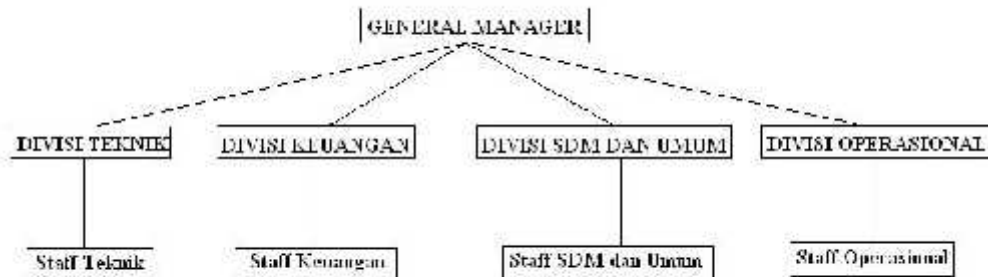 GENERAL MANAGER
DIVISI TEKNIK
DIVISI KEUANGAN
DIVISI SDM DAN UMUM
DIVISI OPERASIONAL
Staff Teknik
Staff Keuangan
Staff SDM dan Umum
Staff Operasional